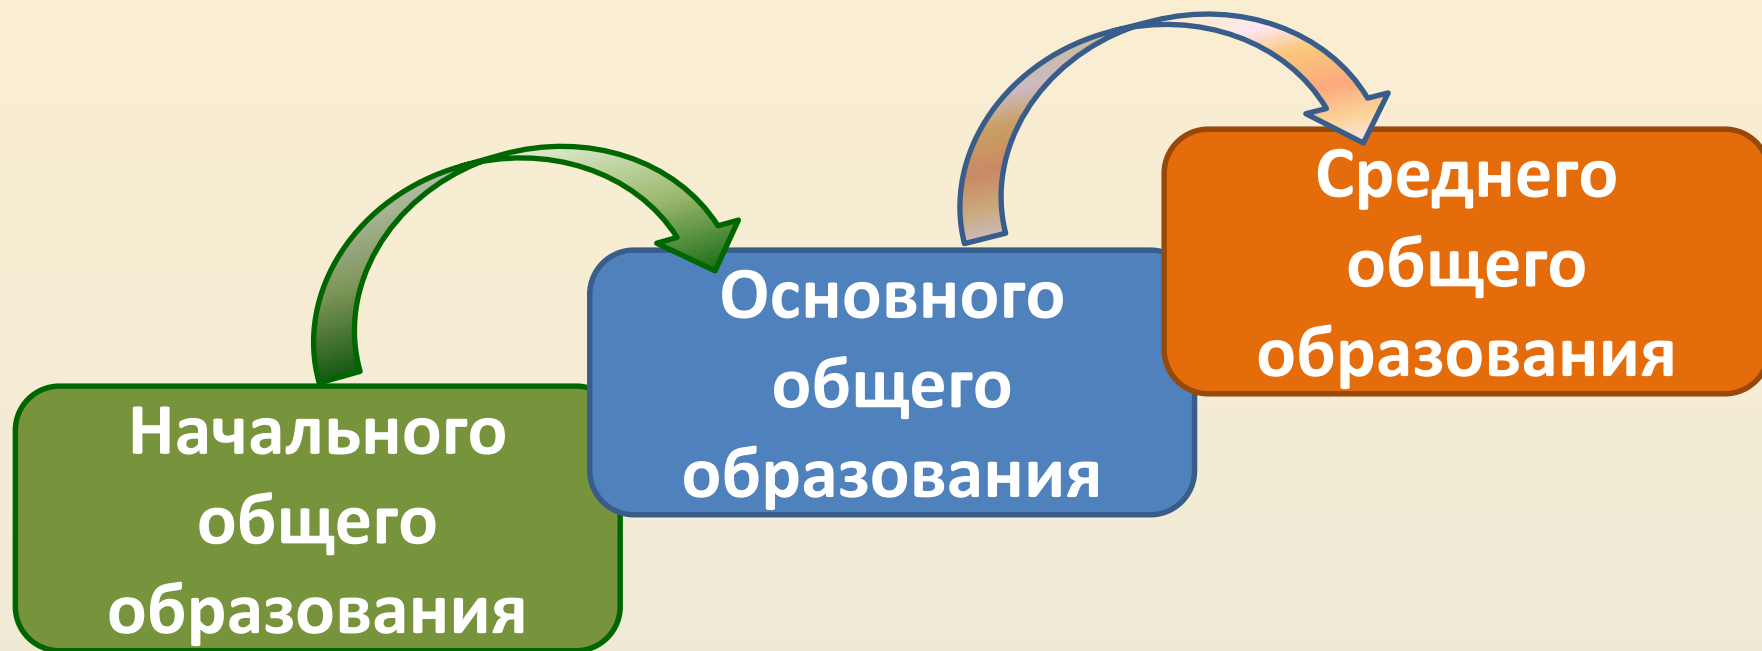 Начального
общего
образования
Основного
общего
образования
Среднего
общего
образования